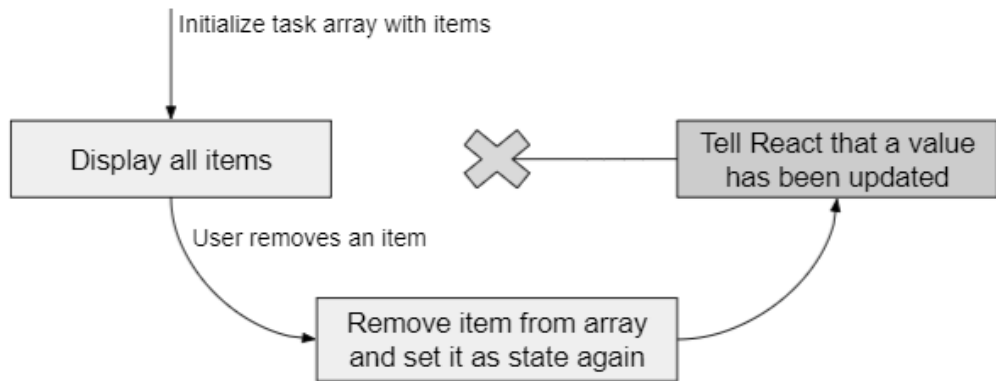 Initialize task array with items
Display all items
Tell React that a value
has been updated
User removes an item
Remove item from array
and set it as state again